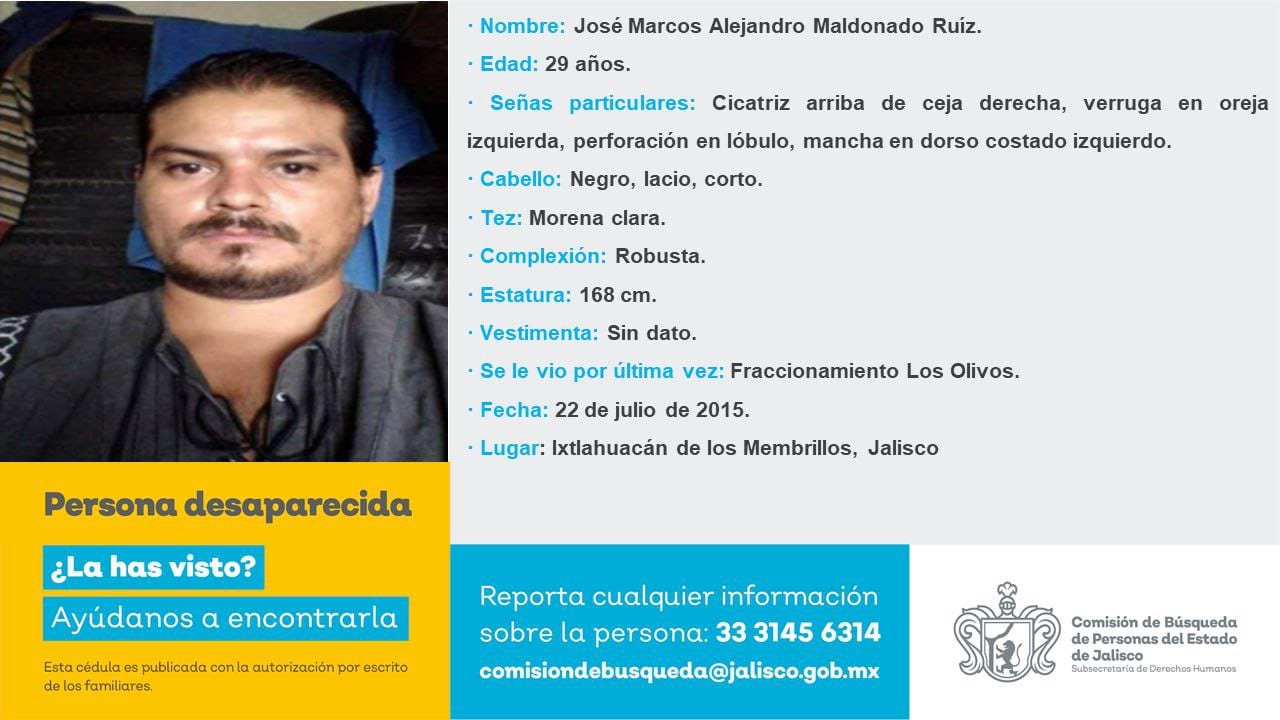 · Nombre: José Marcos Alejandro Maldonado Ruíz.
· Edad: 29 años.
· Señas particulares: Cicatriz arriba de ceja derecha, verruga en oreja
izquierda, perforación en lóbulo, mancha en dorso costado izquierdo.
· Cabello: Negro, lacio, corto.
· Tez: Morena clara.
· Complexión: Robusta.
· Estatura: 168 cm.
· Vestimenta: Sin dato.
· Se le vio por última vez: Fraccionamiento Los Olivos.
· Fecha: 22 de julio de 2015.
· Lugar: Ixtlahuacán de los Membrillos, Jalisco
Persona desaparecida
¿La has visto?
Ayúdanos a encontrarla
Esta cédula es publicada con la autorización por escrito
de los familiares.
Reporta cualquier información
sobre la persona: 33 3145 6314
comisiondebusqueda@jalisco.gob.mx
Comisión de Búsqueda
de Personas del Estado
de Jalisco
Subsecretaría de Derechos Humanos